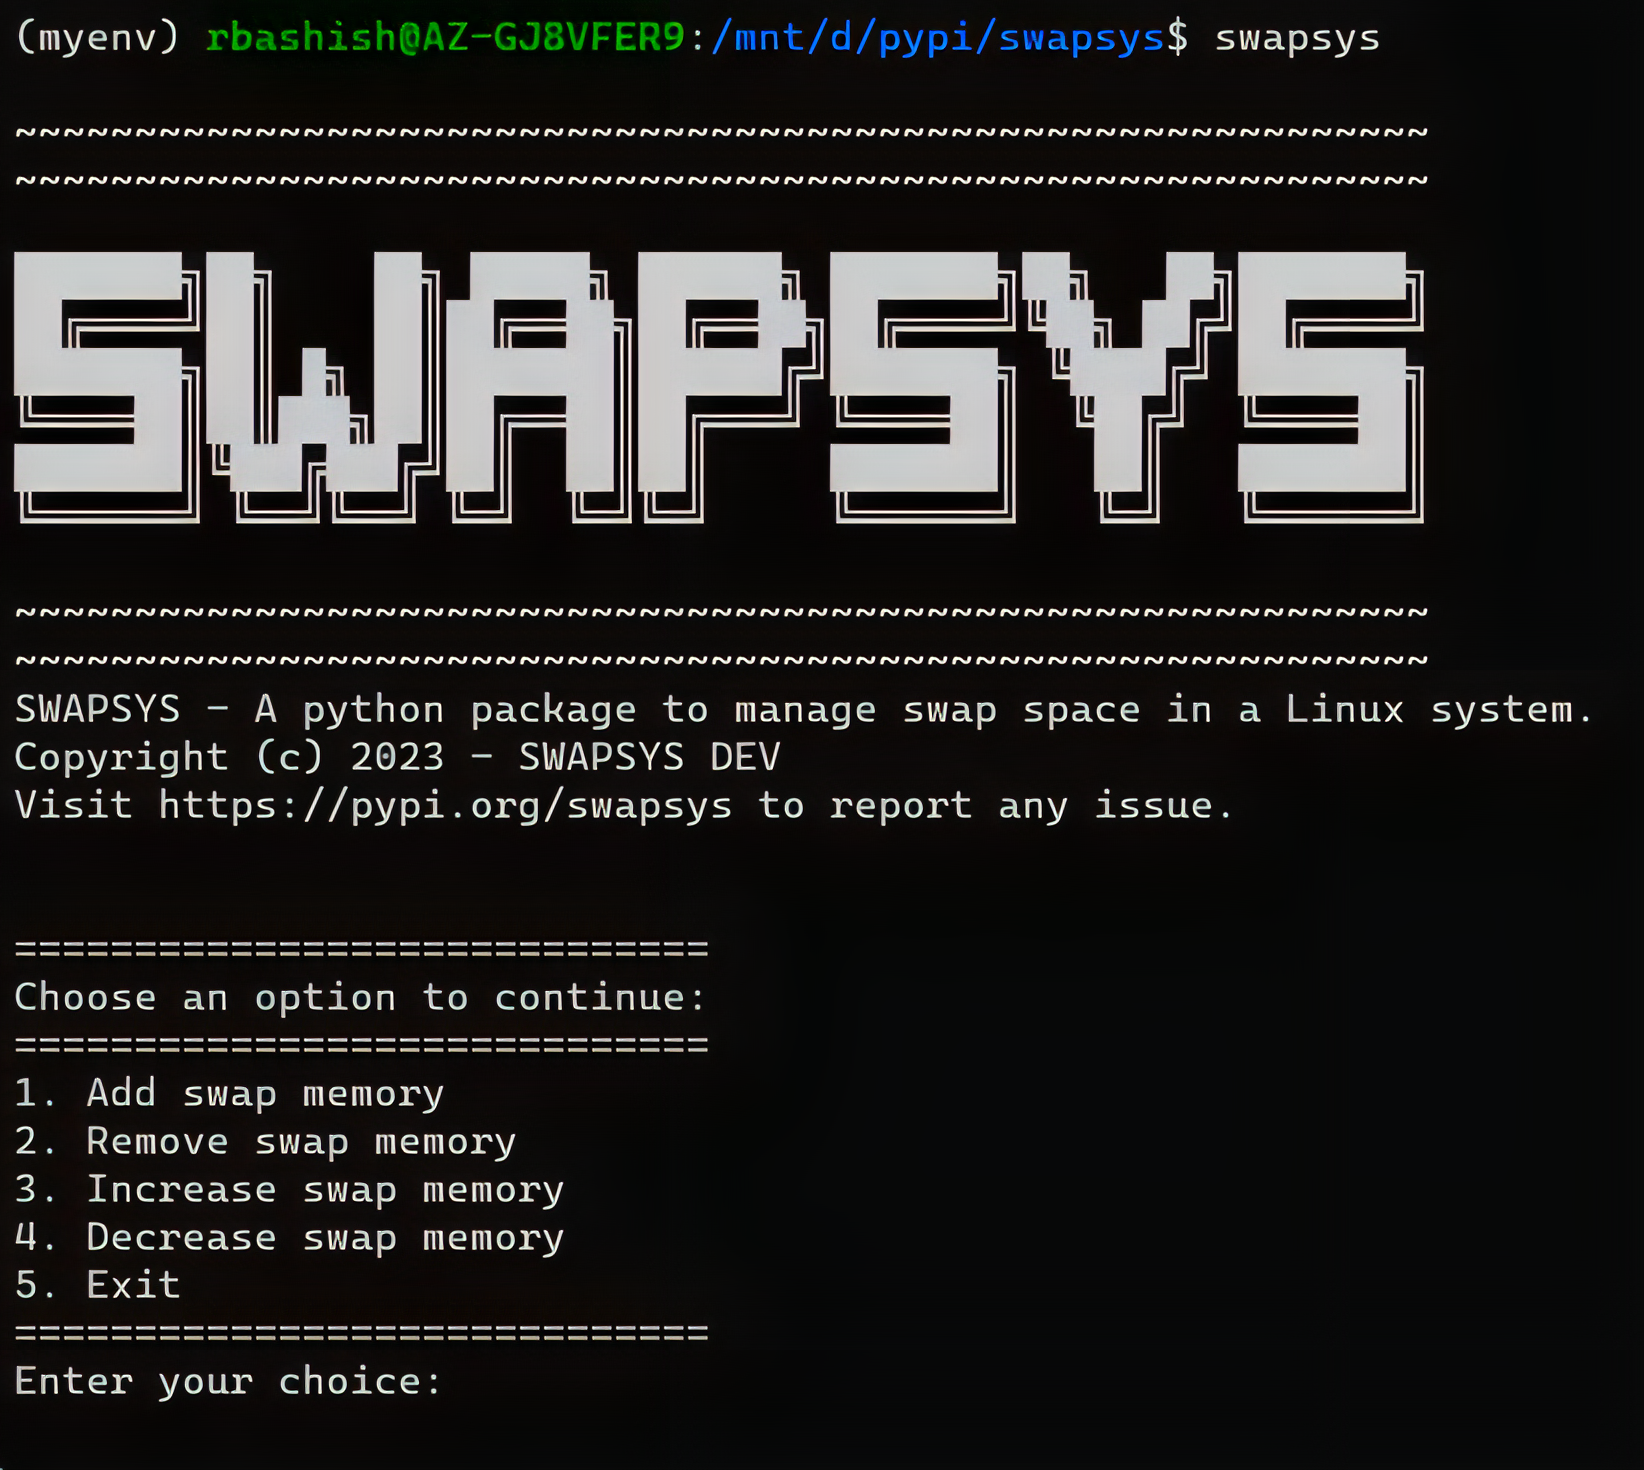 (myenv) rbashish@AZ-GJ8VFER9:/mnt/d/pypi/swapsys$ swapsys
~~~~~~~~~~~~~~~~~~~~~~~~~~~~~~~~~~~~~~~~~~~~~~~~~~~~~~~~~~~
~~~~~~~~~~~~~~~~~~~~~~~~~~~~~~~~~~~~~~~~~~~~~~~~~~~~~~~~~~~
SWAPSYS
~~~~~~~~~~~~~~~~~~~~~~~~~~~~~~~~~~~~~~~~~~~~~~~~~~~~~~~~~~~
~~~~~~~~~~~~~~~~~~~~~~~~~~~~~~~~~~~~~~~~~~~~~~~~~~~~~~~~~~~
SWAPSYS - A python package to manage swap space in a Linux system.
Copyright (c) 2023 - SWAPSYS DEV
Visit https://pypi.org/swapsys to report any issue.
=============================
Choose an option to continue:
=============================
1. Add swap memory
2. Remove swap memory
3. Increase swap memory
4. Decrease swap memory
5. Exit
=============================
Enter your choice: